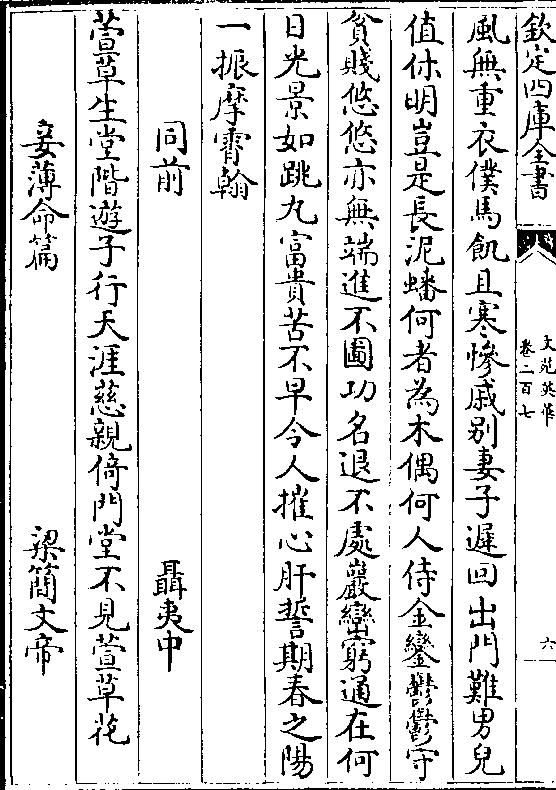 欽定四庫全書
文苑英華
卷二百七
六
風無重衣僕馬飢且寒慘戚别妻子遲回出門難男兒
值休明豈是長泥蟠何者為木偶何人侍金鑾鬱鬱守
貧賤悠悠亦無端進不圖功名退不處巖巒窮通在何
日光景如跳丸富貴苦不早令人摧心肝誓期春之陽
一振摩霄翰
同前 聶夷中
萱草生堂階遊子行天涯慈親倚門堂不見萱草花
妾薄命篇 梁簡文帝